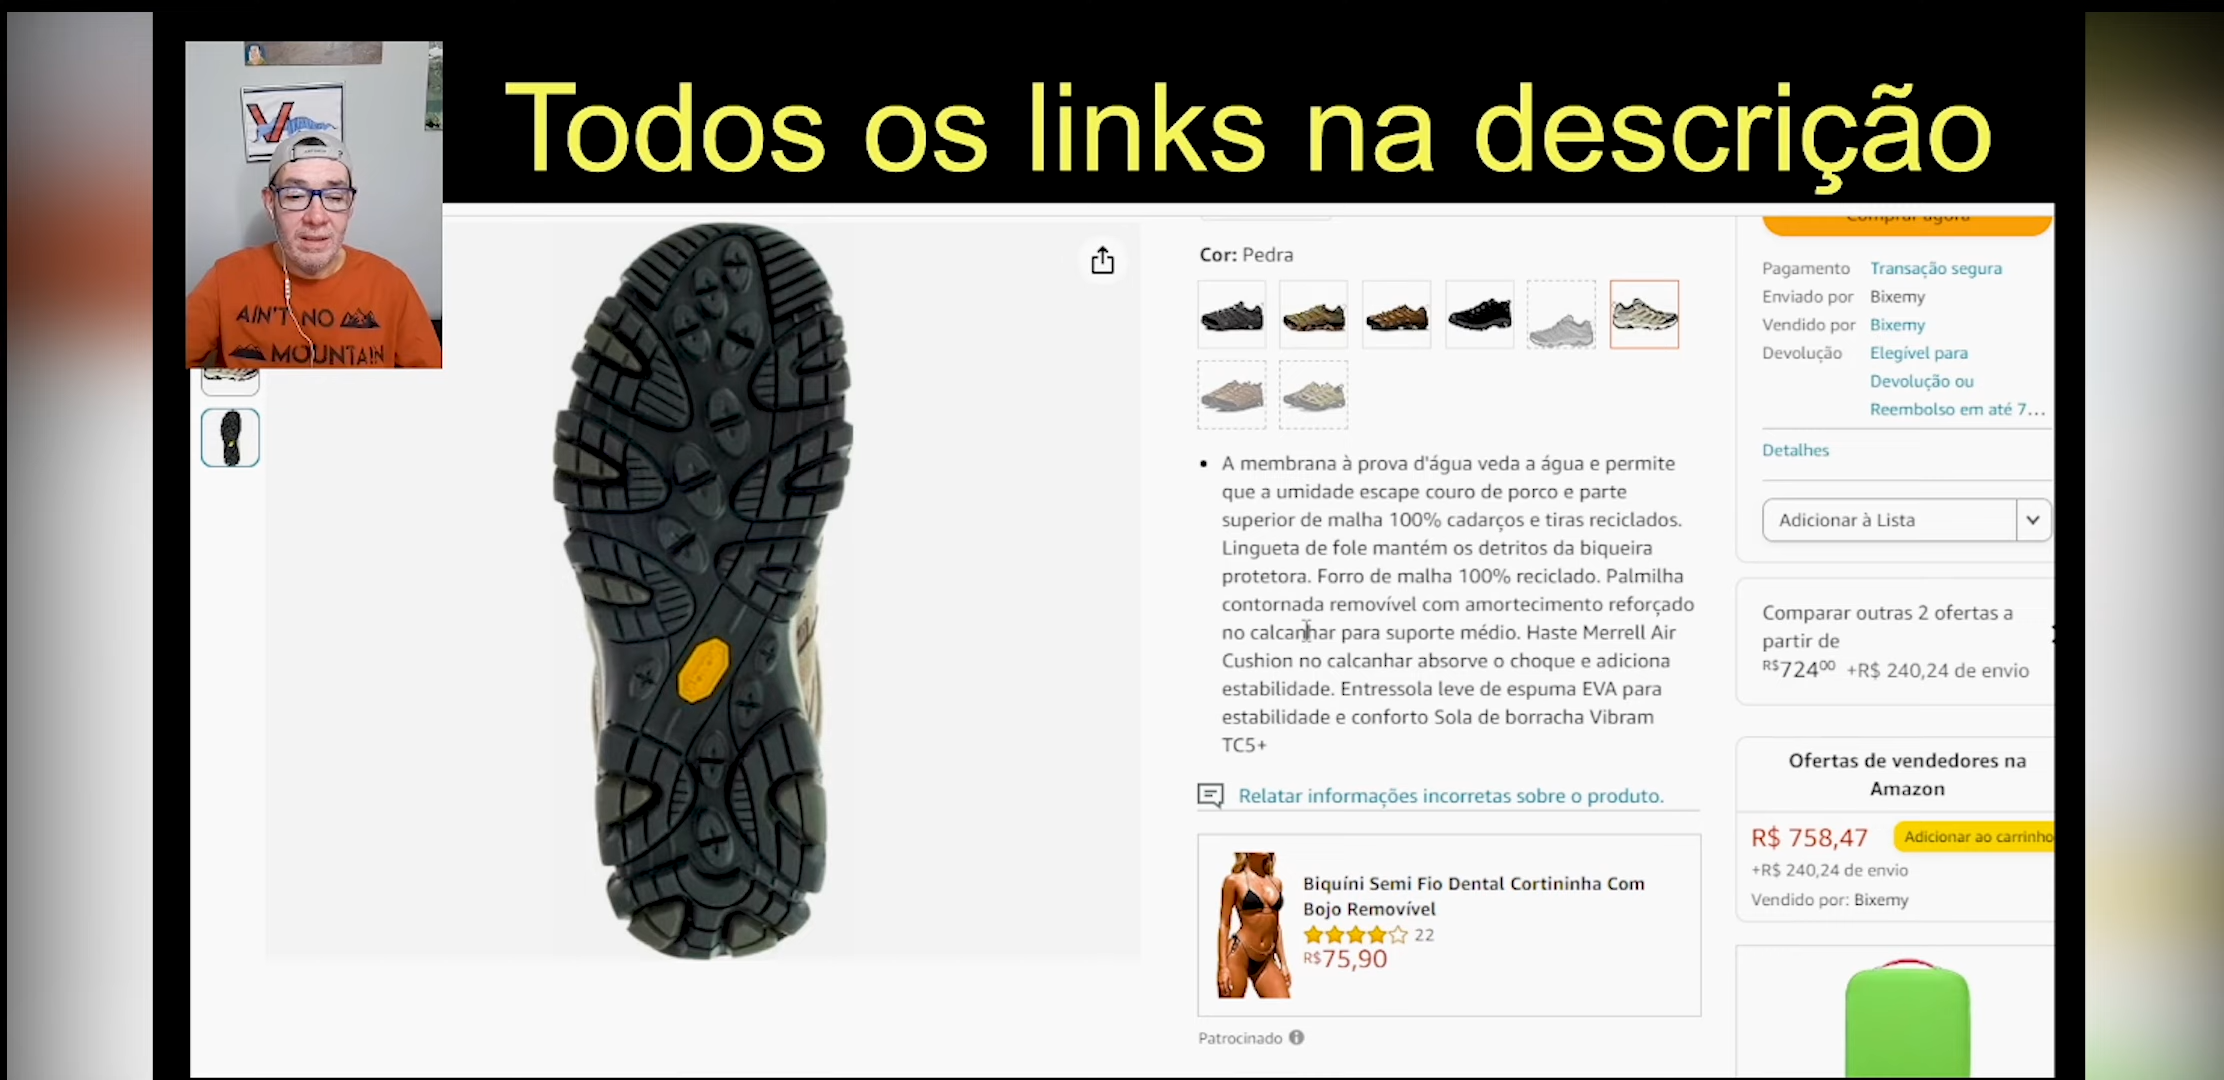 Todos os links na descrição
AIN'T NO
MOUNTAIN
Comprar agora
Cor: Pedra
A membrana à prova d'água veda a água e permite
que a umidade escape couro de porco e parte
superior de malha 100% cadarços e tiras reciclados.
Lingueta de fole mantém os detritos da biqueira
protetora. Forro de malha 100% reciclado. Palmilha
contornada removível com amortecimento reforçado
no calcanhar para suporte médio. Haste Merrell Air
Cushion no calcanhar absorve o choque e adiciona
estabilidade. Entressola leve de espuma EVA para
estabilidade e conforto Sola de borracha Vibram
TC5+
Relatar informações incorretas sobre o produto.
Biquíni Semi Fio Dental Cortininha Com
Bojo Removível
22
R$75,90
Patrocinado
Pagamento Transação segura
Enviado por Bixemy
Vendido por Bixemy
Devolução Elegível para
Devolução ou
Reembolso em até 7...
Detalhes
Adicionar à Lista
Comparar outras 2 ofertas a
partir de
R$72400 +R$ 240,24 de envio
Ofertas de vendedores na
Amazon
R$ 758,47 Adicionar ao carrinho
+R$ 240,24 de envio
Vendido por: Bixemy